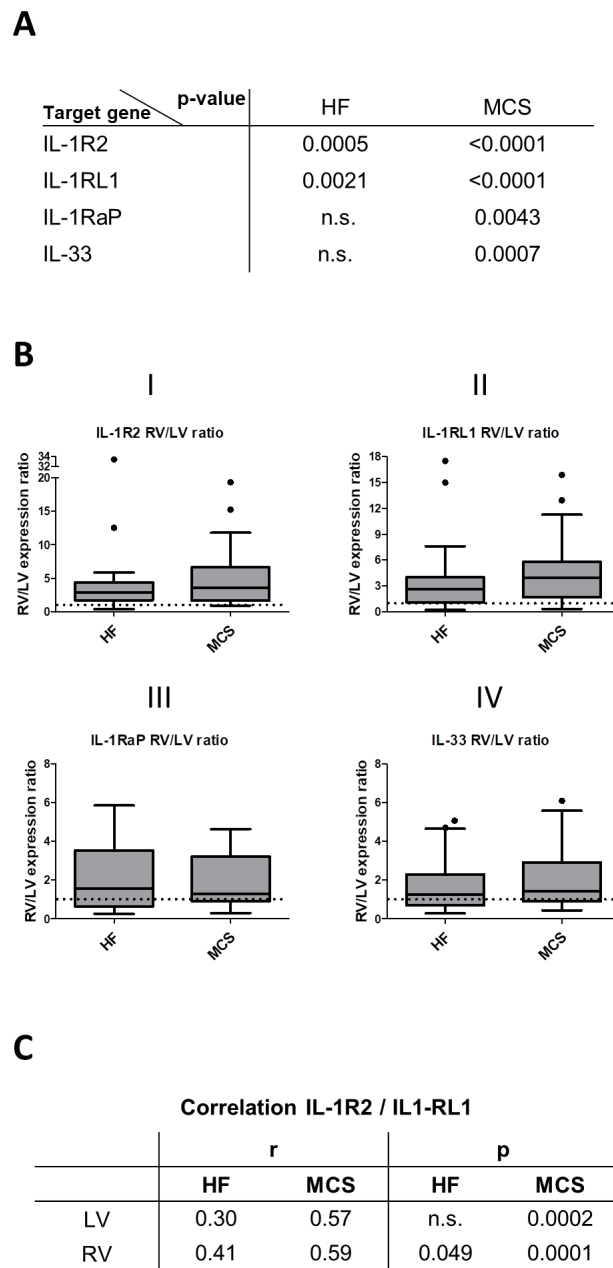 A
p-value
Target gene HF MCS
IL-1R2 0.0005 <0.0001
IL-1RL1 0.0021 <0.0001
IL-1RaP n.s. 0.0043
IL-33 n.s. 0.0007
B
I
IL-1R2 RV/LV ratio
RV/LV expression ratio
34
32
20
15
10
5
0
HF MCS
II
IL-1RL1 RV/LV ratio
RV/LV expression ratio
18
15
12
9
6
3
0
HF MCS
III
IL-1RaP RV/LV ratio
RV/LV expression ratio
8
6
4
2
0
HF MCS
IV
IL-33 RV/LV ratio
RV/LV expression ratio
8
6
4
2
0
HF MCS
C
Correlation IL-1R2 / IL1-RL1
r p
HF MCS HF MCS
LV 0.30 0.57 n.s. 0.0002
RV 0.41 0.59 0.049 0.0001